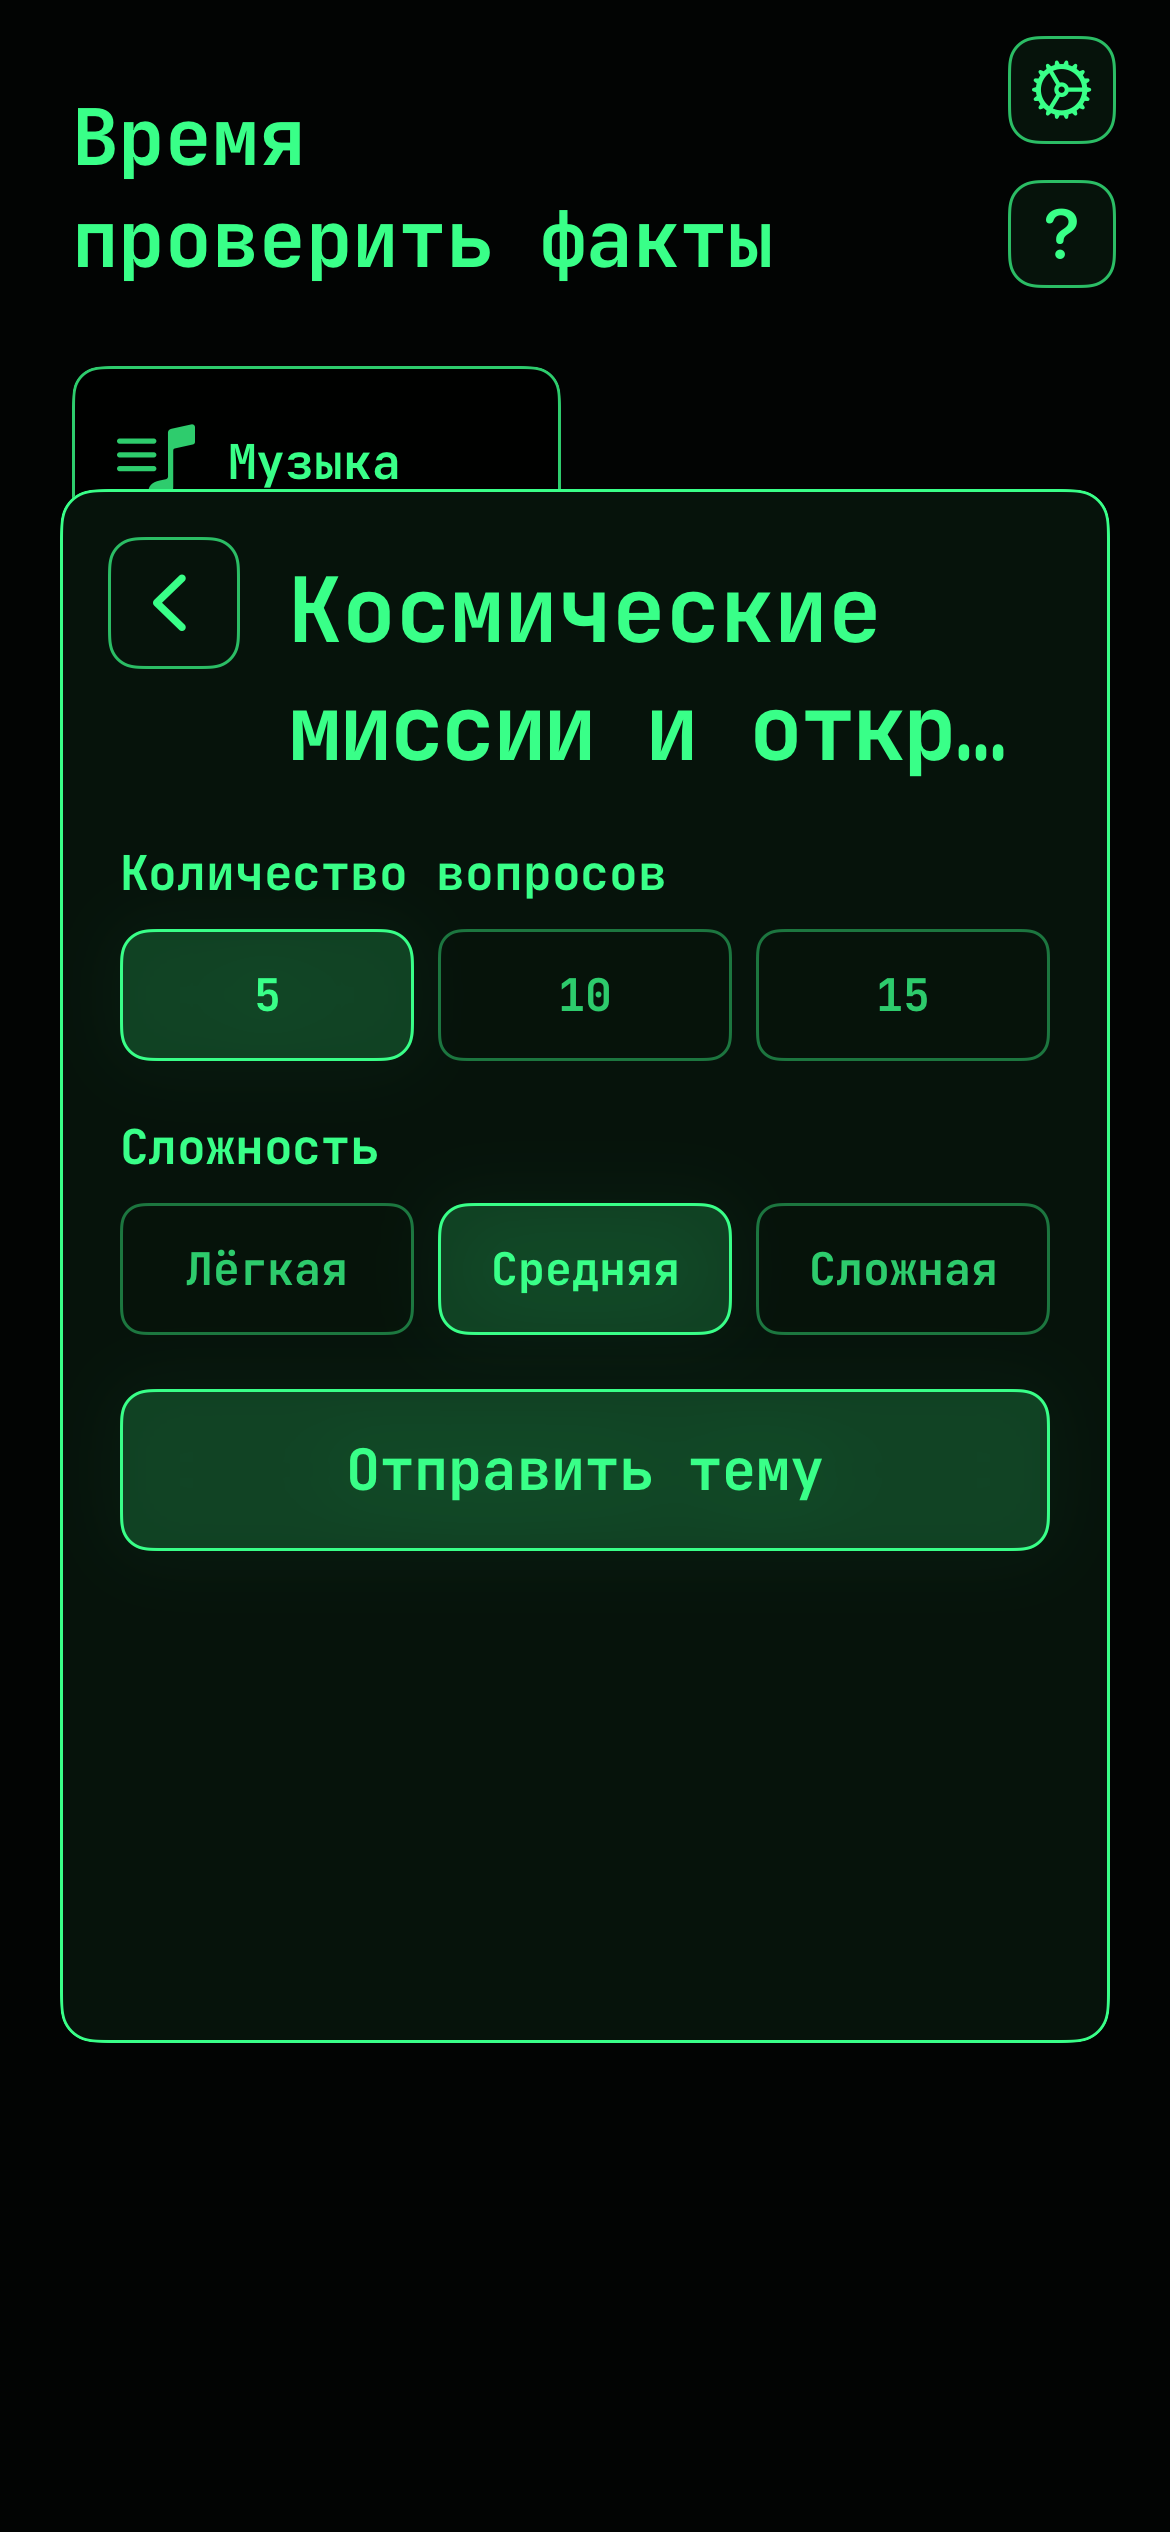 Время
проверить факты
?
Музыка
Космические
миссии и откр…
Количество вопросов
5 10 15
Сложность
Лёгкая Средняя Сложная
Отправить тему